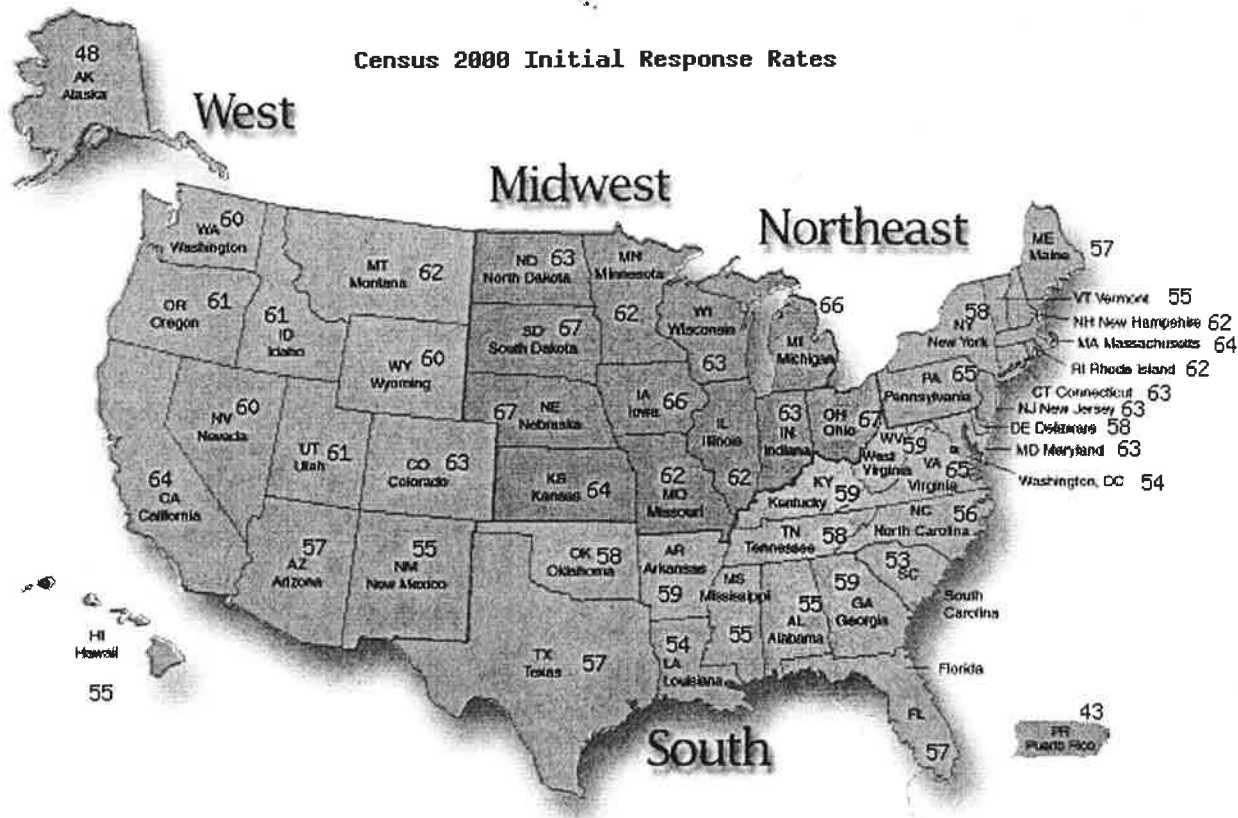 Census 2000 Initial Response Rates
48
AK
Alaska
West
Midwest
Northeast
South
WA 60
Washington
OR 61
Oregon
61
ID
Idaho
MT 62
Montana
WY 60
Wyoming
NV 60
Nevada
UT 61
Utah
CO 63
Colorado
64
CA
California
57
AZ
Arizona
55
NM
New Mexico
HI
Hawaii
55
ND 63
North Dakota
SD 67
South Dakota
67 NE
Nebraska
KS
Kansas 64
MN
Minnesota
62
IA
Iowa 66
62
MO
Missouri
WI
Wisconsin
63
IL
Illinois
62
66
MI
Michigan
63
IN
Indiana
OH
Ohio 67
ME
Maine 57
VT Vermont 55
NH New Hampshire 62
MA Massachusetts 64
RI Rhode Island 62
CT Connecticut 63
NJ New Jersey 63
DE Delaware 58
MD Maryland 63
Washington, DC 54
58
NY
New York
PA 65
Pennsylvania
WV 59
West
Virginia
VA 65
Virginia
KY
Kentucky 59
TN
Tennessee 58
NC 56
North Carolina
53
SC
South
Carolina
OK 58
Oklahoma
AR
Arkansas
59
MS
Mississippi
55
55
AL
Alabama
59
GA
Georgia
TX
Texas 57
54
LA
Louisiana
Florida
FL
57
43
PR
Puerto Rico